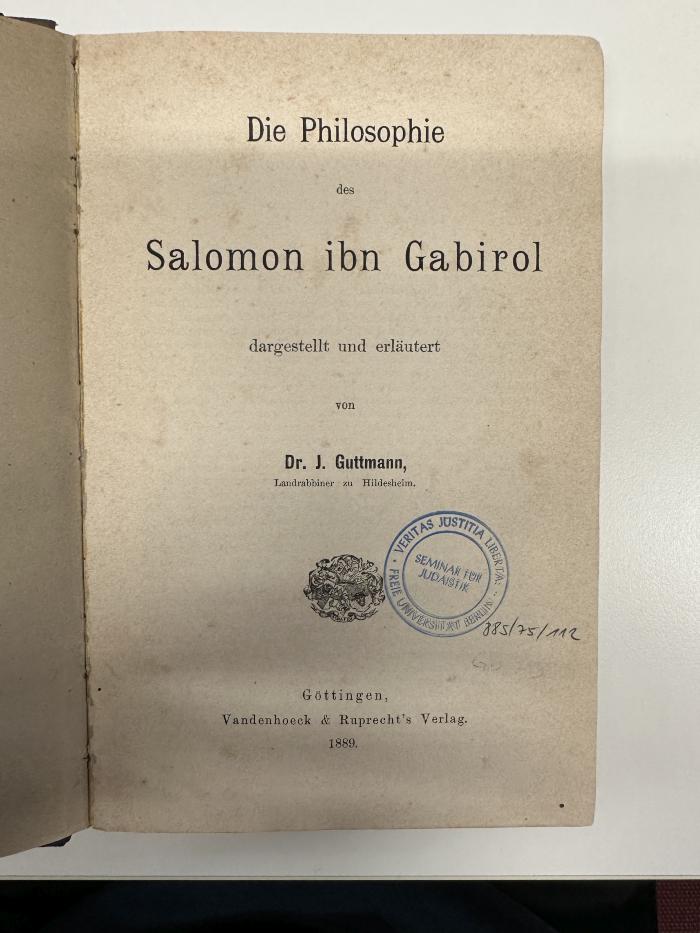 Die Philosophie
des
Salomon ibn Gabirol
dargestellt und erläutert
von
Dr. J. Guttmann,
Landrabbiner zu Hildesheim.
VERITAS JUSTITIA LIBERTAS
FREIE UNIVERSITÄT BERLIN
SEMINAR FÜR
JUDAISTIK
885/75/112
Göttingen,
Vandenhoeck & Ruprecht's Verlag.
1889.